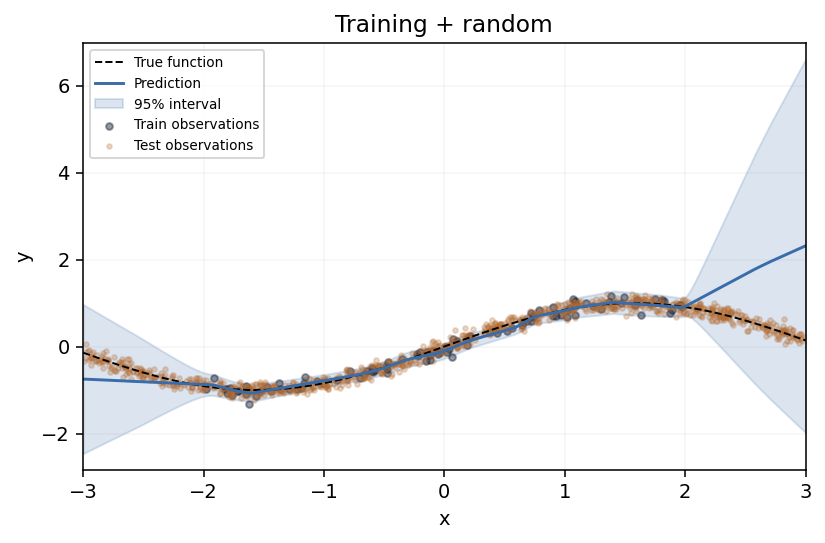 Training + random
True function
Prediction
95% interval
Train observations
Test observations
6
4
2
0
−2
y
−3
−2
−1
0
1
2
3
x